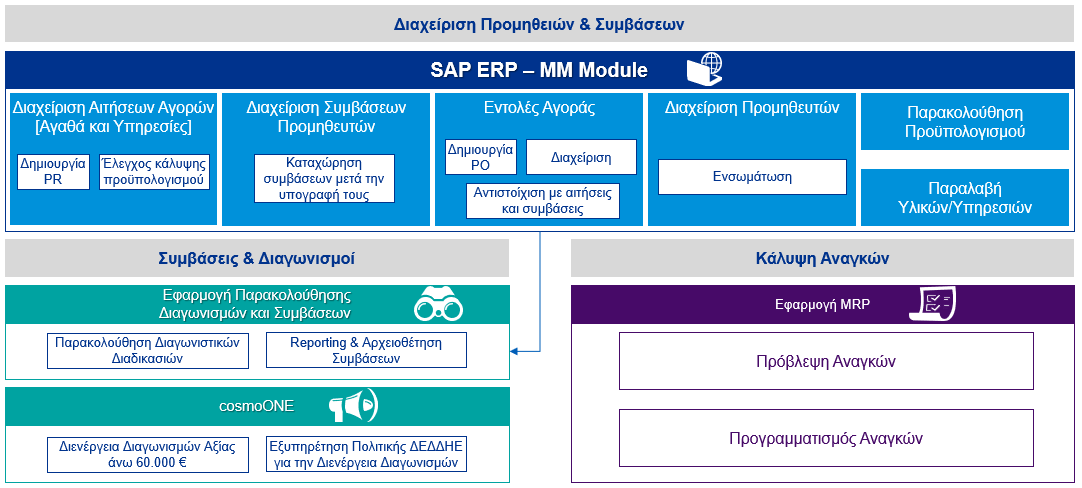 Διαχείριση Προμηθειών & Συμβάσεων
SAP ERP – MM Module
Διαχείριση Αιτήσεων Αγορών
[Αγαθά και Υπηρεσίες]
Δημιουργία
PR
Έλεγχος κάλυψης
προϋπολογισμού
Διαχείριση Συμβάσεων
Προμηθευτών
Καταχώρηση
συμβάσεων μετά την
υπογραφή τους
Εντολές Αγοράς
Δημιουργία
PO
Διαχείριση
Αντιστοίχιση με αιτήσεις
και συμβάσεις
Διαχείριση Προμηθευτών
Ενσωμάτωση
Παρακολούθηση
Προϋπολογισμού
Παραλαβή
Υλικών/Υπηρεσιών
Συμβάσεις & Διαγωνισμοί
Εφαρμογή Παρακολούθησης
Διαγωνισμών και Συμβάσεων
Παρακολούθηση Διαγωνιστικών
Διαδικασιών
Reporting & Αρχειοθέτηση
Συμβάσεων
cosmoONE
Διενέργεια Διαγωνισμών Αξίας
άνω 60.000 €
Εξυπηρέτηση Πολιτικής ΔΕΔΔΗΕ
για την Διενέργεια Διαγωνισμών
Κάλυψη Αναγκών
Εφαρμογή MRP
Πρόβλεψη Αναγκών
Προγραμματισμός Αναγκών